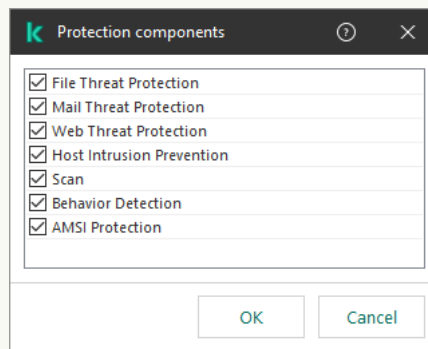 Protection components
File Threat Protection
Mail Threat Protection
Web Threat Protection
Host Intrusion Prevention
Scan
Behavior Detection
AMSI Protection
OK Cancel